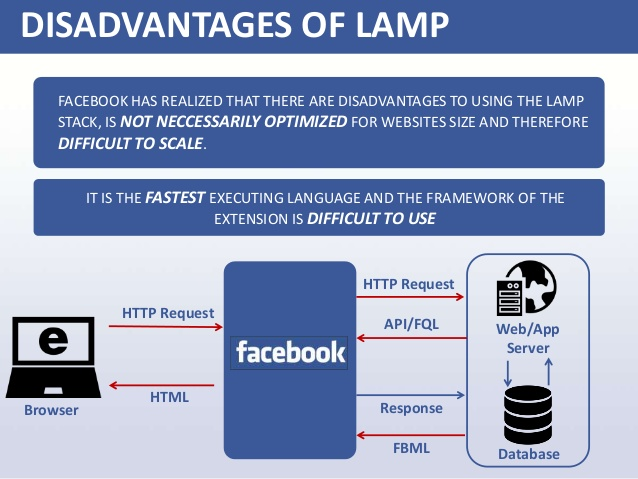 DISADVANTAGES OF LAMP
FACEBOOK HAS REALIZED THAT THERE ARE DISADVANTAGES TO USING THE LAMP
STACK, IS NOT NECCESSARILY OPTIMIZED FOR WEBSITES SIZE AND THEREFORE
DIFFICULT TO SCALE.
IT IS THE FASTEST EXECUTING LANGUAGE AND THE FRAMEWORK OF THE
EXTENSION IS DIFFICULT TO USE
HTTP Request
HTML
e
Browser
facebook
HTTP Request
API/FQL
Response
FBML
Web/App
Server
Database